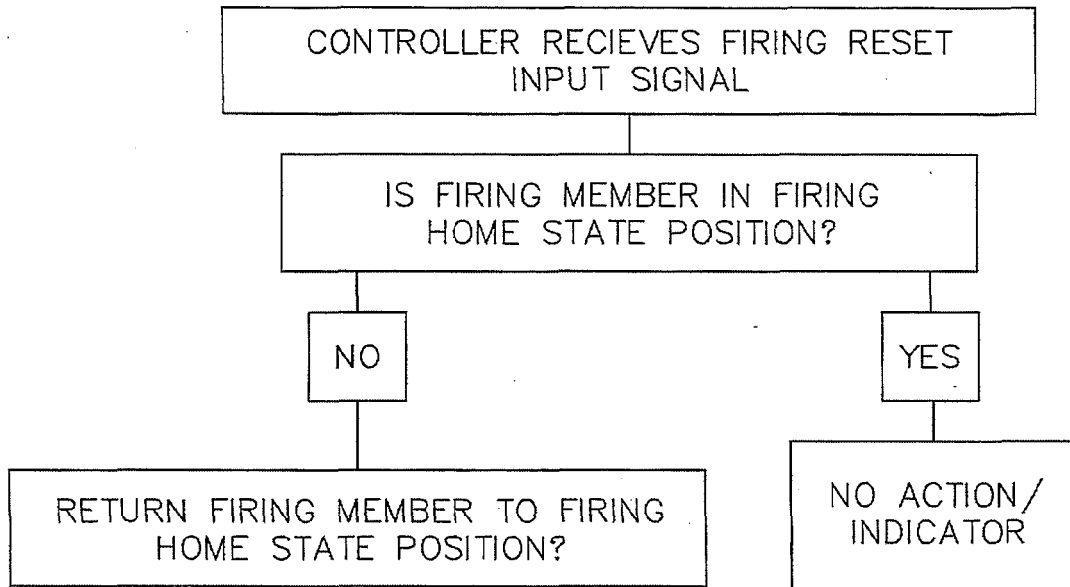 CONTROLLER RECIEVES FIRING RESET
INPUT SIGNAL
IS FIRING MEMBER IN FIRING
HOME STATE POSITION?
NO
YES
RETURN FIRING MEMBER TO FIRING
HOME STATE POSITION?
NO ACTION/
INDICATOR